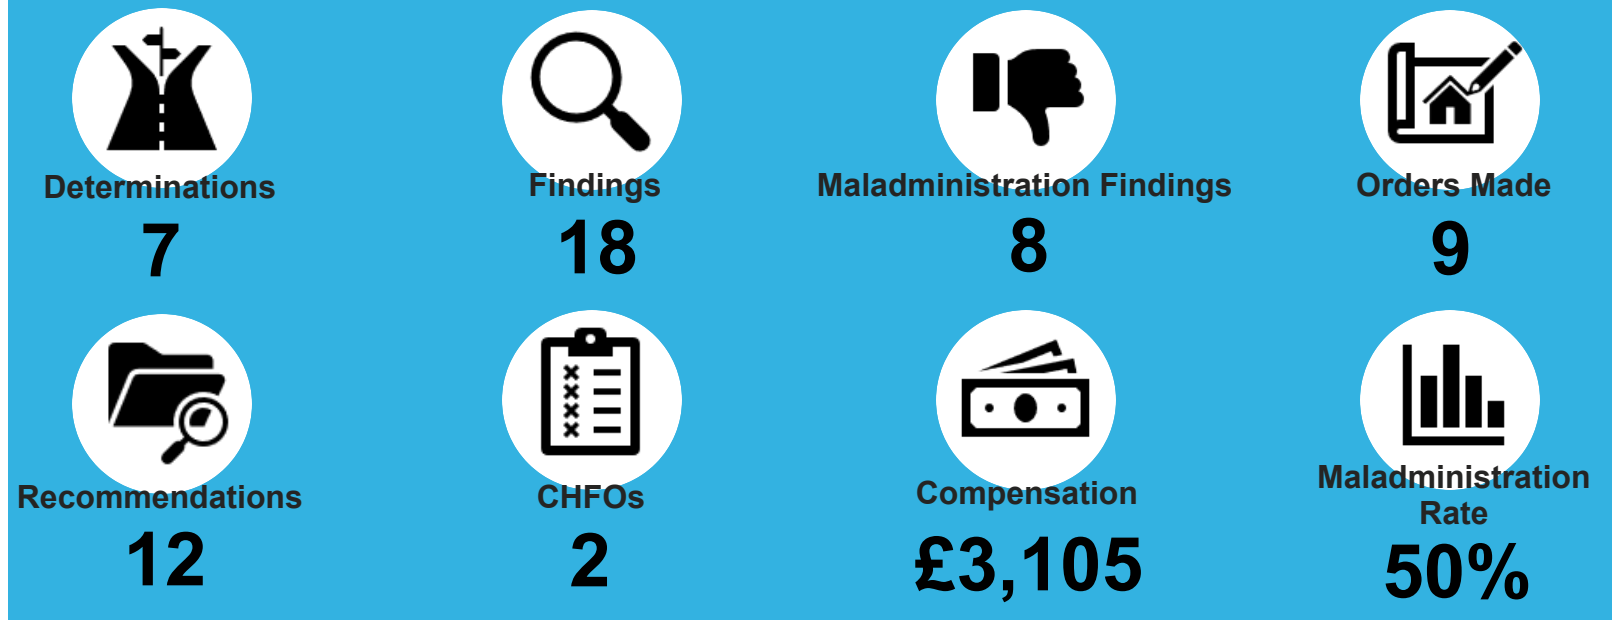 Determinations
7
Findings
18
Maladministration Findings
8
Orders Made
9
Recommendations
12
CHFOs
2
Compensation
£3,105
Maladministration
Rate
50%